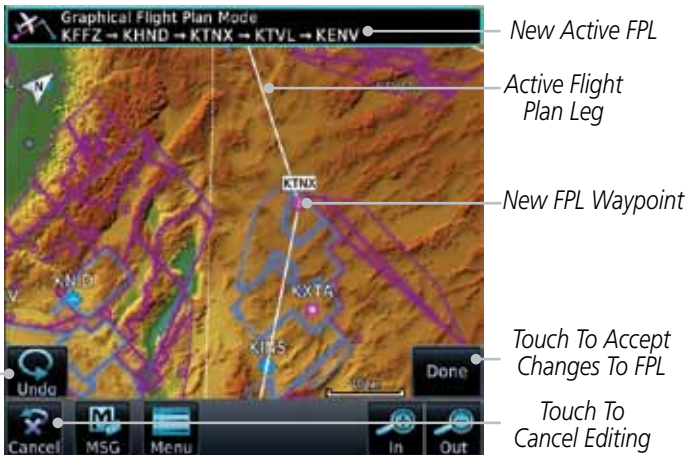 Graphical Flight Plan Mode
KFFZ → KHND → KTNX → KTVL → KENV
New Active FPL
Active Flight
Plan Leg
N
KTNX
New FPL Waypoint
KNID
KXTA
KINS
Undo
Done
Touch To Accept
Changes To FPL
Cancel
MSG
Menu
In
Out
Touch To
Cancel Editing